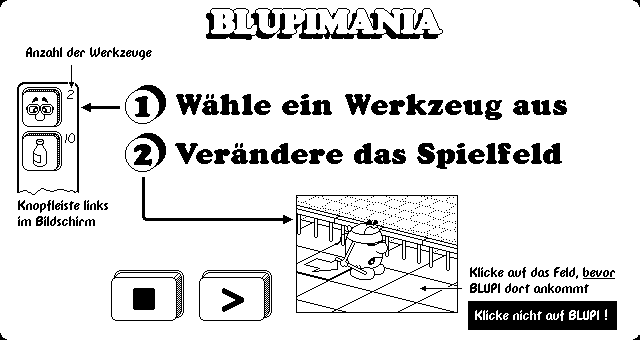 BLUPIMANIA
Anzahl der Werkzeuge
2
10
1 Wähle ein Werkzeug aus
2 Verändere das Spielfeld
Knopfleiste links
im Bildschirm
Klicke auf das Feld, bevor
BLUPI dort ankommt
Klicke nicht auf BLUPI !